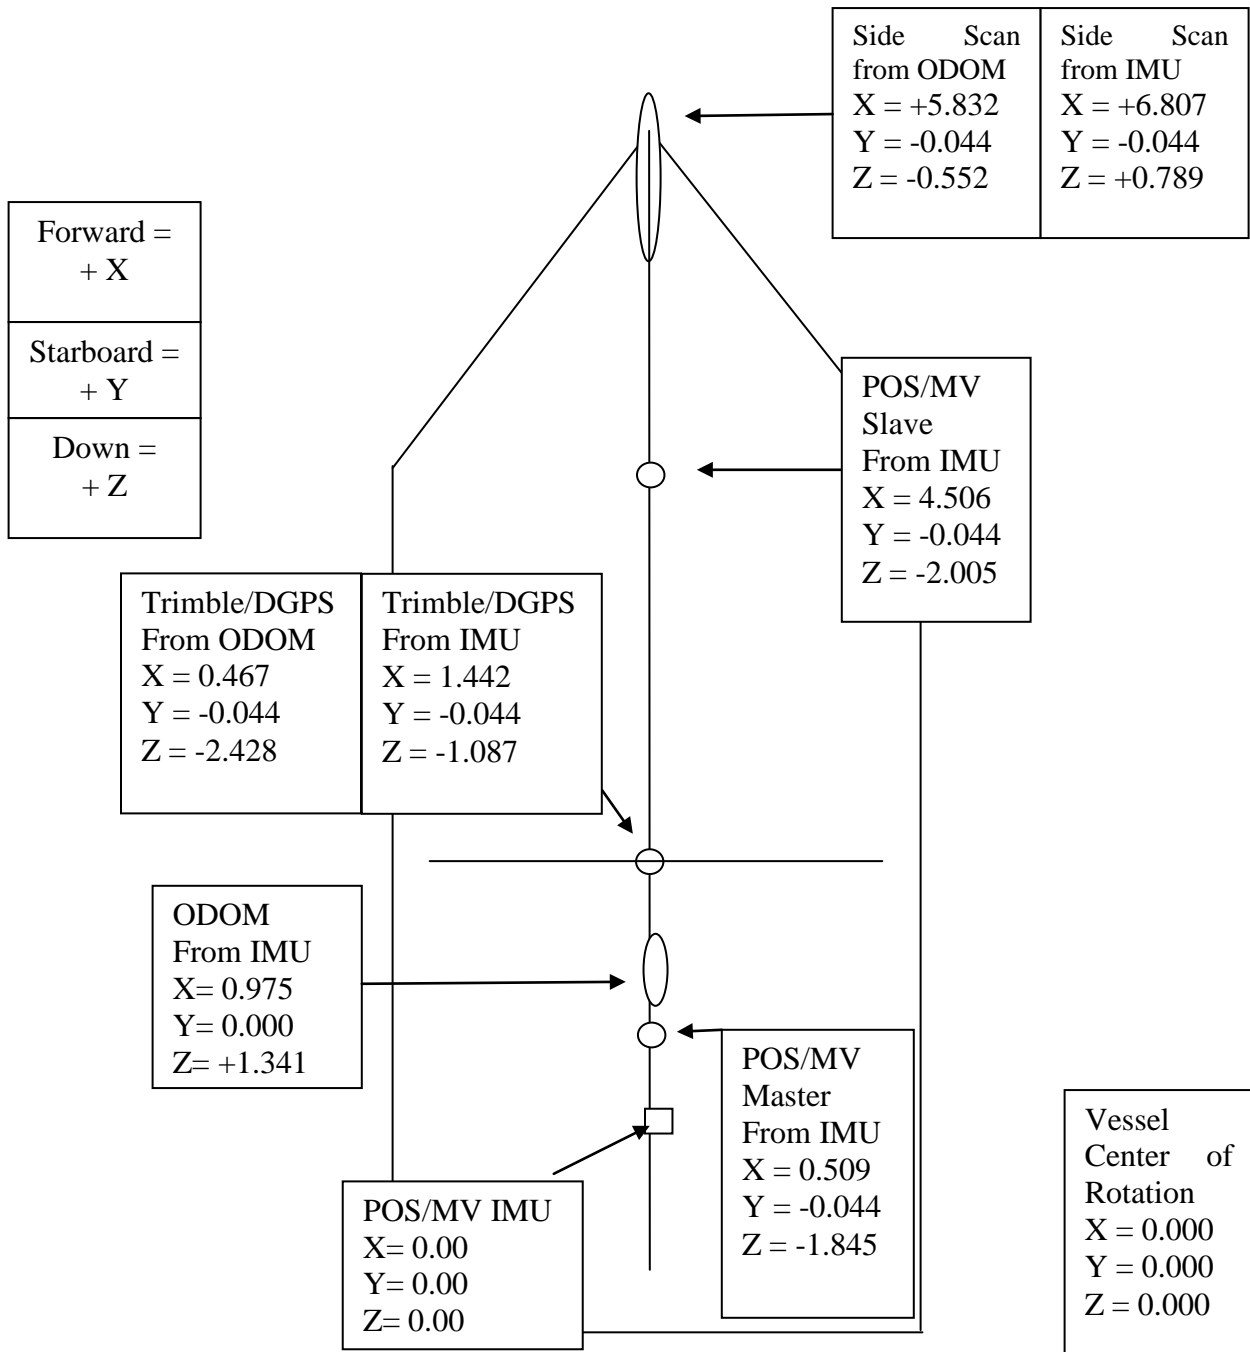 Side Scan
from ODOM
X = +5.832
Y = -0.044
Z = -0.552
Side Scan
from IMU
X = +6.807
Y = -0.044
Z = +0.789
Forward =
+ X
Starboard =
+ Y
Down =
+ Z
POS/MV
Slave
From IMU
X = 4.506
Y = -0.044
Z = -2.005
Trimble/DGPS
From ODOM
X = 0.467
Y = -0.044
Z = -2.428
Trimble/DGPS
From IMU
X = 1.442
Y = -0.044
Z = -1.087
ODOM
From IMU
X= 0.975
Y= 0.000
Z= +1.341
POS/MV
Master
From IMU
X = 0.509
Y = -0.044
Z = -1.845
POS/MV IMU
X= 0.00
Y= 0.00
Z= 0.00
Vessel
Center of
Rotation
X = 0.000
Y = 0.000
Z = 0.000